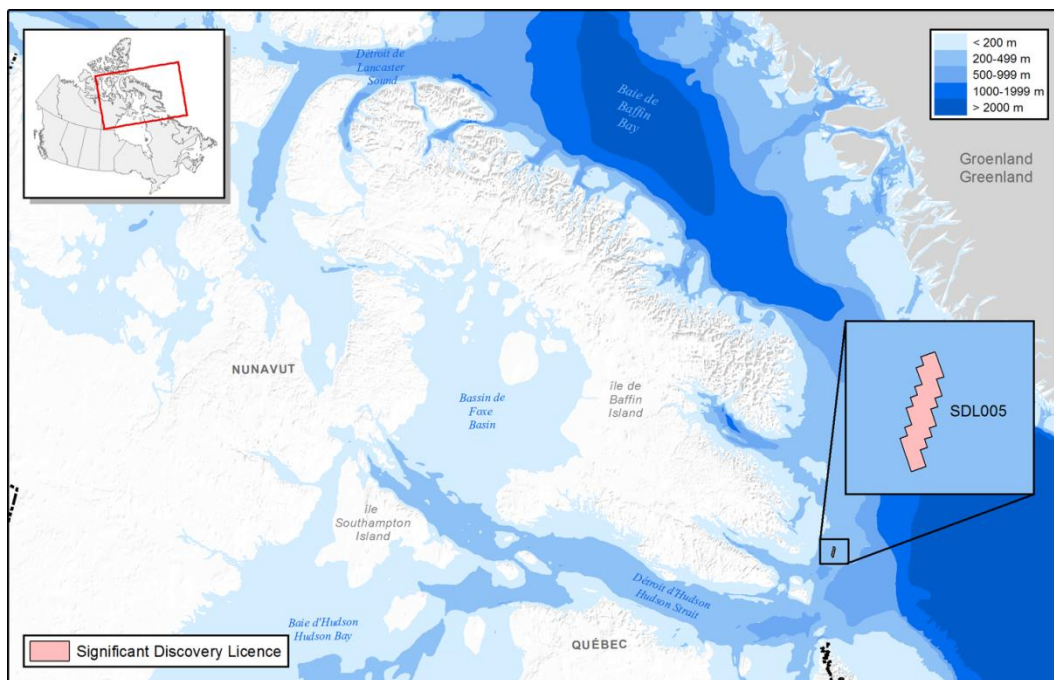 Détroit de
Lancaster
Sound
Baie de
Baffin
Bay
< 200 m
200-499 m
500-999 m
1000-1999 m
> 2000 m
Groenland
Greenland
NUNAVUT
Bassin de
Foxe
Basin
île de
Baffin
Island
SDL005
île
Southampton
Island
Détroit d'Hudson
Hudson Strait
Baie d'Hudson
Hudson Bay
QUÉBEC
Significant Discovery Licence